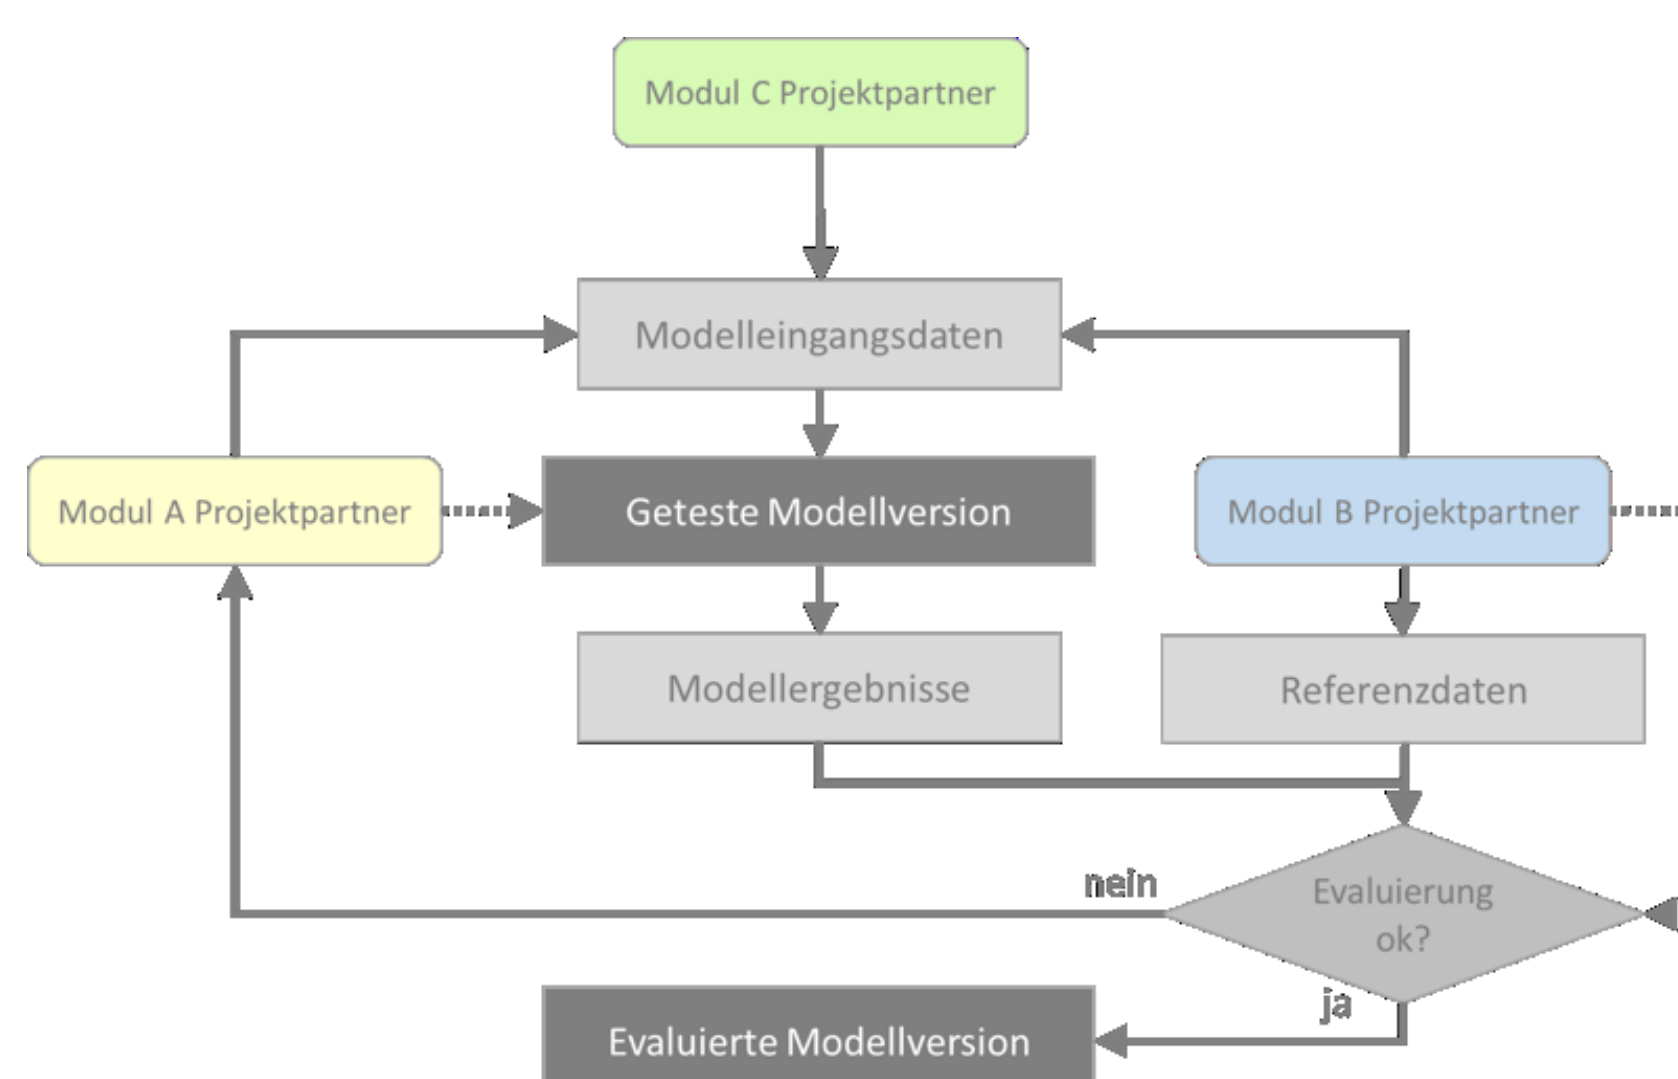 Modul C Projektpartner
Modelleingangsdaten
Modul A Projektpartner
Geteste Modellversion
Modul B Projektpartner
Modellergebnisse
Referenzdaten
nein
Evaluierung
ok?
ja
Evaluierte Modellversion